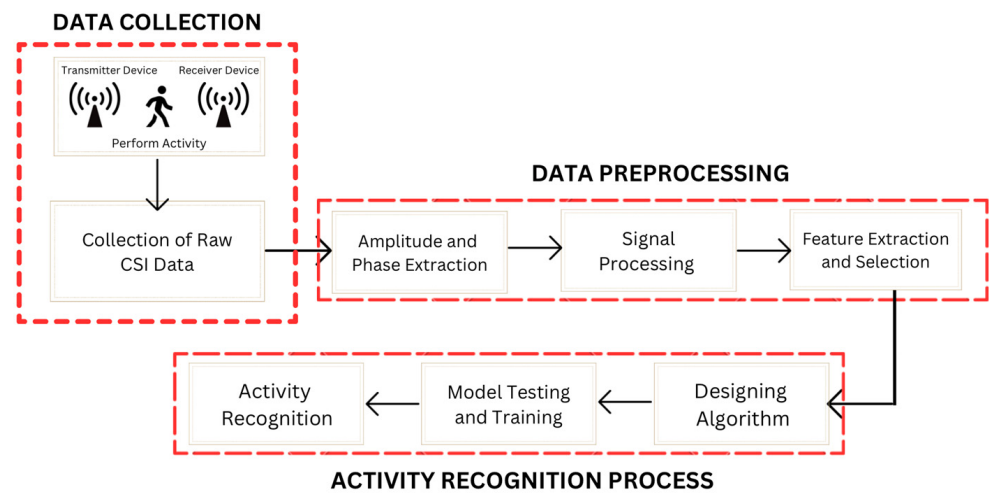 DATA COLLECTION
Transmitter Device
Receiver Device
Perform Activity
Collection of Raw
CSI Data
DATA PREPROCESSING
Amplitude and
Phase Extraction
Signal
Processing
Feature Extraction
and Selection
Designing
Algorithm
Model Testing
and Training
Activity
Recognition
ACTIVITY RECOGNITION PROCESS